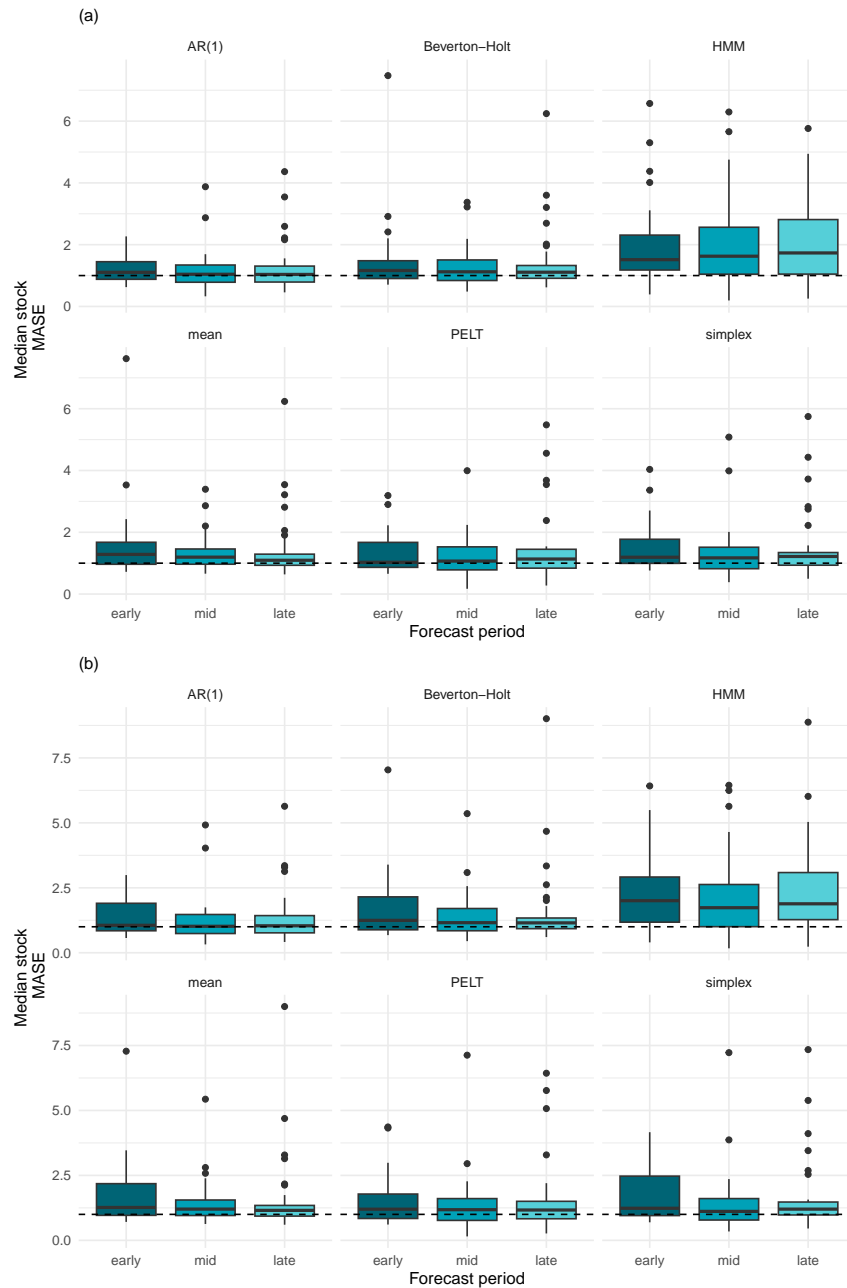 (a)
AR(1)
Beverton−Holt
HMM
6
4
2
0
mean
PELT
simplex
6
4
2
0
Median stock
MASE
early
mid
late
early
mid
late
early
mid
late
Forecast period
(b)
AR(1)
Beverton−Holt
HMM
7.5
5.0
2.5
0.0
mean
PELT
simplex
7.5
5.0
2.5
0.0
Median stock
MASE
early
mid
late
early
mid
late
early
mid
late
Forecast period